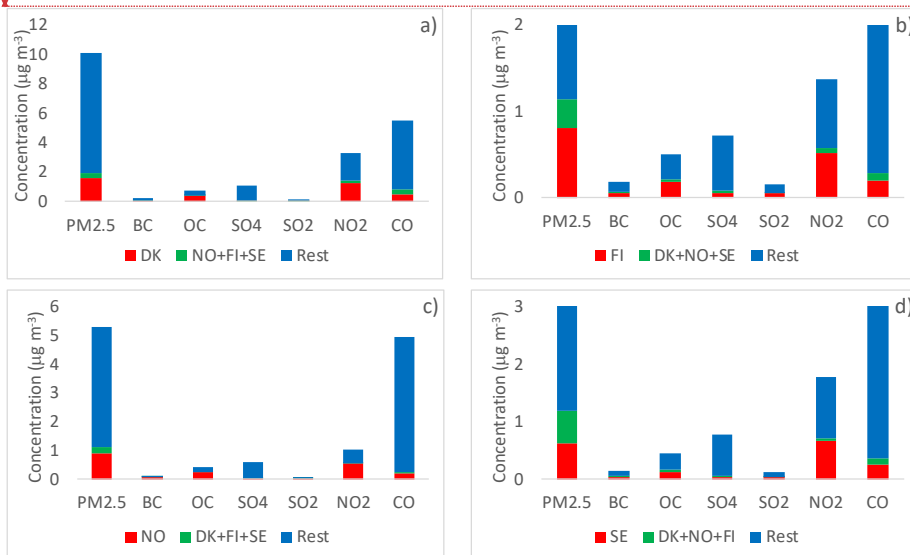 a)
Concentration (µg m-3)
12
10
8
6
4
2
0
PM2.5 BC OC SO4 SO2 NO2 CO
DK NO+FI+SE Rest
b)
Concentration (µg m-3)
2
1
0
PM2.5 BC OC SO4 SO2 NO2 CO
FI DK+NO+SE Rest
c)
Concentration (µg m-3)
6
5
4
3
2
1
0
PM2.5 BC OC SO4 SO2 NO2 CO
NO DK+FI+SE Rest
d)
Concentration (µg m-3)
3
2
1
0
PM2.5 BC OC SO4 SO2 NO2 CO
SE DK+NO+FI Rest